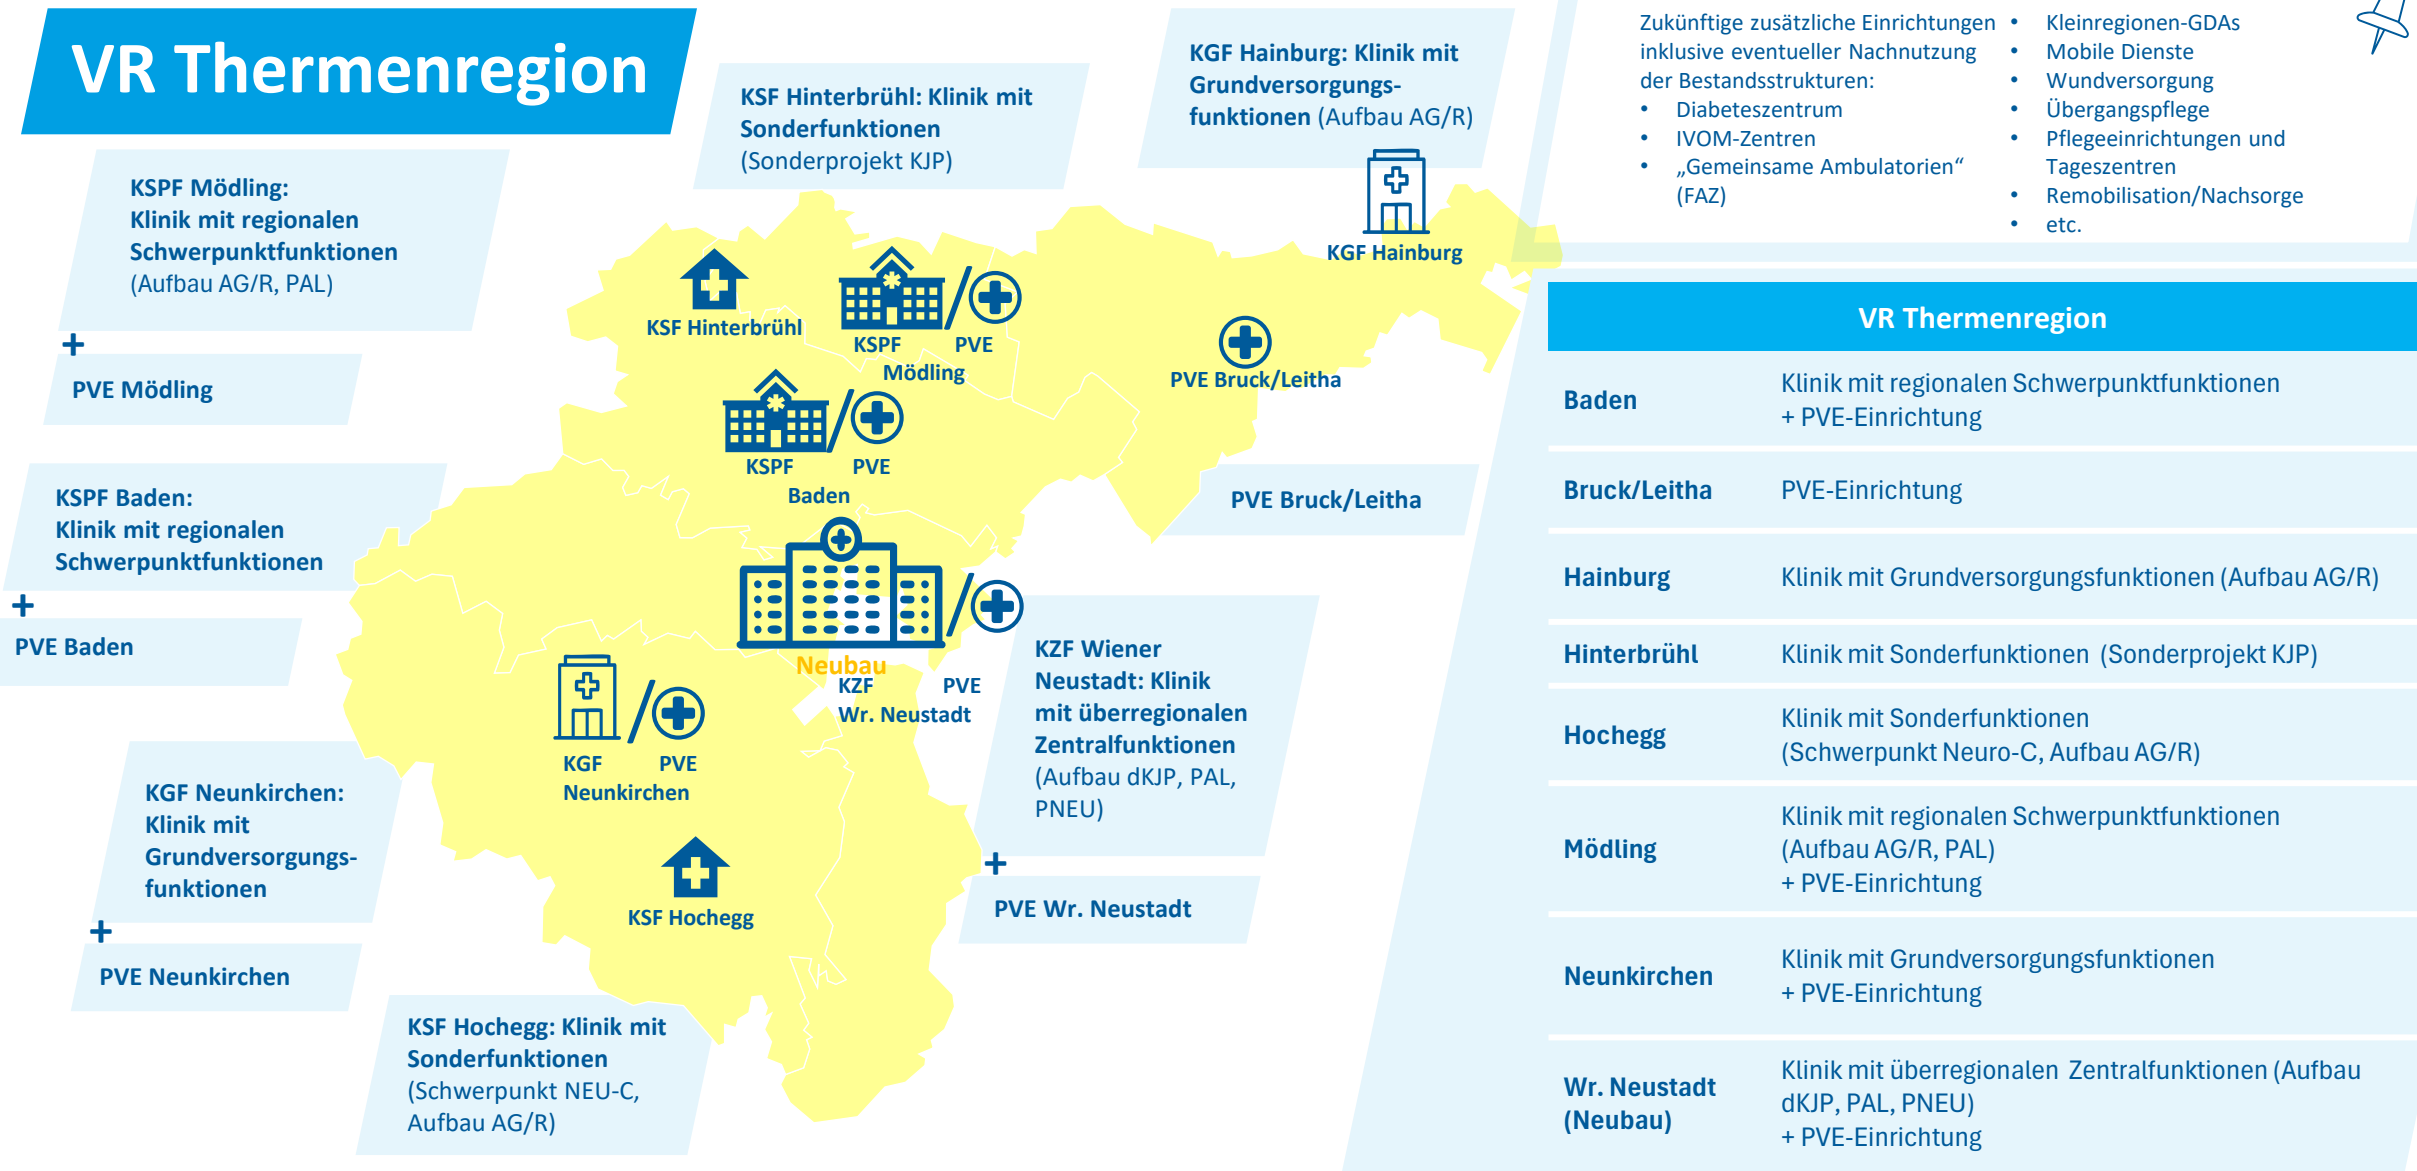 VR Thermenregion
KSPF Mödling:
Klinik mit regionalen
Schwerpunktfunktionen
(Aufbau AG/R, PAL)
+
PVE Mödling
KSPF Baden:
Klinik mit regionalen
Schwerpunktfunktionen
+
PVE Baden
KGF Neunkirchen:
Klinik mit
Grundversorgungs-
funktionen
+
PVE Neunkirchen
KSF Hochegg: Klinik mit
Sonderfunktionen
(Schwerpunkt NEU-C,
Aufbau AG/R)
KSF Hinterbrühl: Klinik mit
Sonderfunktionen
(Sonderprojekt KJP)
KGF Hainburg: Klinik mit
Grundversorgungs-
funktionen (Aufbau AG/R)
KGF Hainburg
KSF Hinterbrühl
KSPF PVE
Mödling
PVE Bruck/Leitha
KSPF PVE
Baden
PVE Bruck/Leitha
Neubau
KZF PVE
Wr. Neustadt
KGF PVE
Neunkirchen
KSF Hochegg
KZF Wiener
Neustadt: Klinik
mit überregionalen
Zentralfunktionen
(Aufbau dKJP, PAL,
PNEU)
+
PVE Wr. Neustadt
Zukünftige zusätzliche Einrichtungen
inklusive eventueller Nachnutzung
der Bestandsstrukturen:
• Diabeteszentrum
• IVOM-Zentren
• „Gemeinsame Ambulatorien“
(FAZ)
• Kleinregionen-GDAs
• Mobile Dienste
• Wundversorgung
• Übergangspflege
• Pflegeeinrichtungen und
Tageszentren
• Remobilisation/Nachsorge
• etc.
VR Thermenregion
Baden
Klinik mit regionalen Schwerpunktfunktionen
+ PVE-Einrichtung
Bruck/Leitha
PVE-Einrichtung
Hainburg
Klinik mit Grundversorgungsfunktionen (Aufbau AG/R)
Hinterbrühl
Klinik mit Sonderfunktionen (Sonderprojekt KJP)
Hochegg
Klinik mit Sonderfunktionen
(Schwerpunkt Neuro-C, Aufbau AG/R)
Mödling
Klinik mit regionalen Schwerpunktfunktionen
(Aufbau AG/R, PAL)
+ PVE-Einrichtung
Neunkirchen
Klinik mit Grundversorgungsfunktionen
+ PVE-Einrichtung
Wr. Neustadt
(Neubau)
Klinik mit überregionalen Zentralfunktionen (Aufbau
dKJP, PAL, PNEU)
+ PVE-Einrichtung